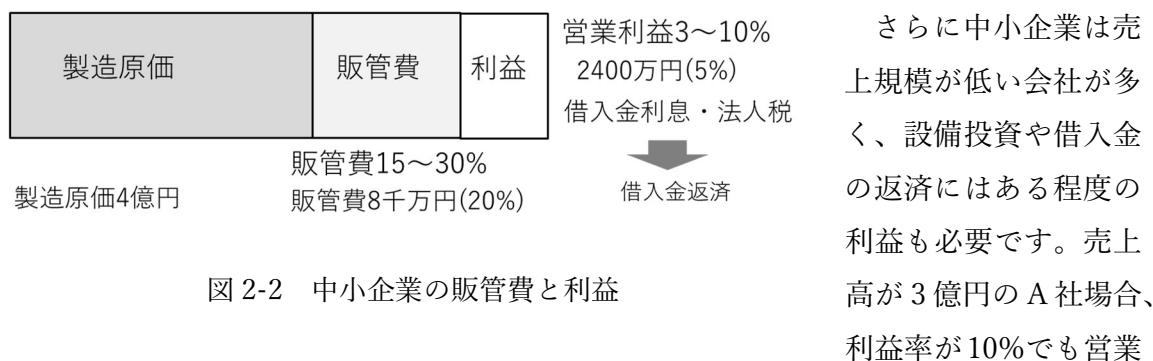 製造原価
販管費
利益
営業利益3～10%
2400万円(5%)
借入金利息・法人税
借入金返済
販管費15～30%
販管費8千万円(20%)
製造原価4億円
図 2-2　中小企業の販管費と利益
さらに中小企業は売
上規模が低い会社が多
く、設備投資や借入金
の返済にはある程度の
利益も必要です。売上
高が 3 億円の A 社場合、
利益率が 10%でも営業